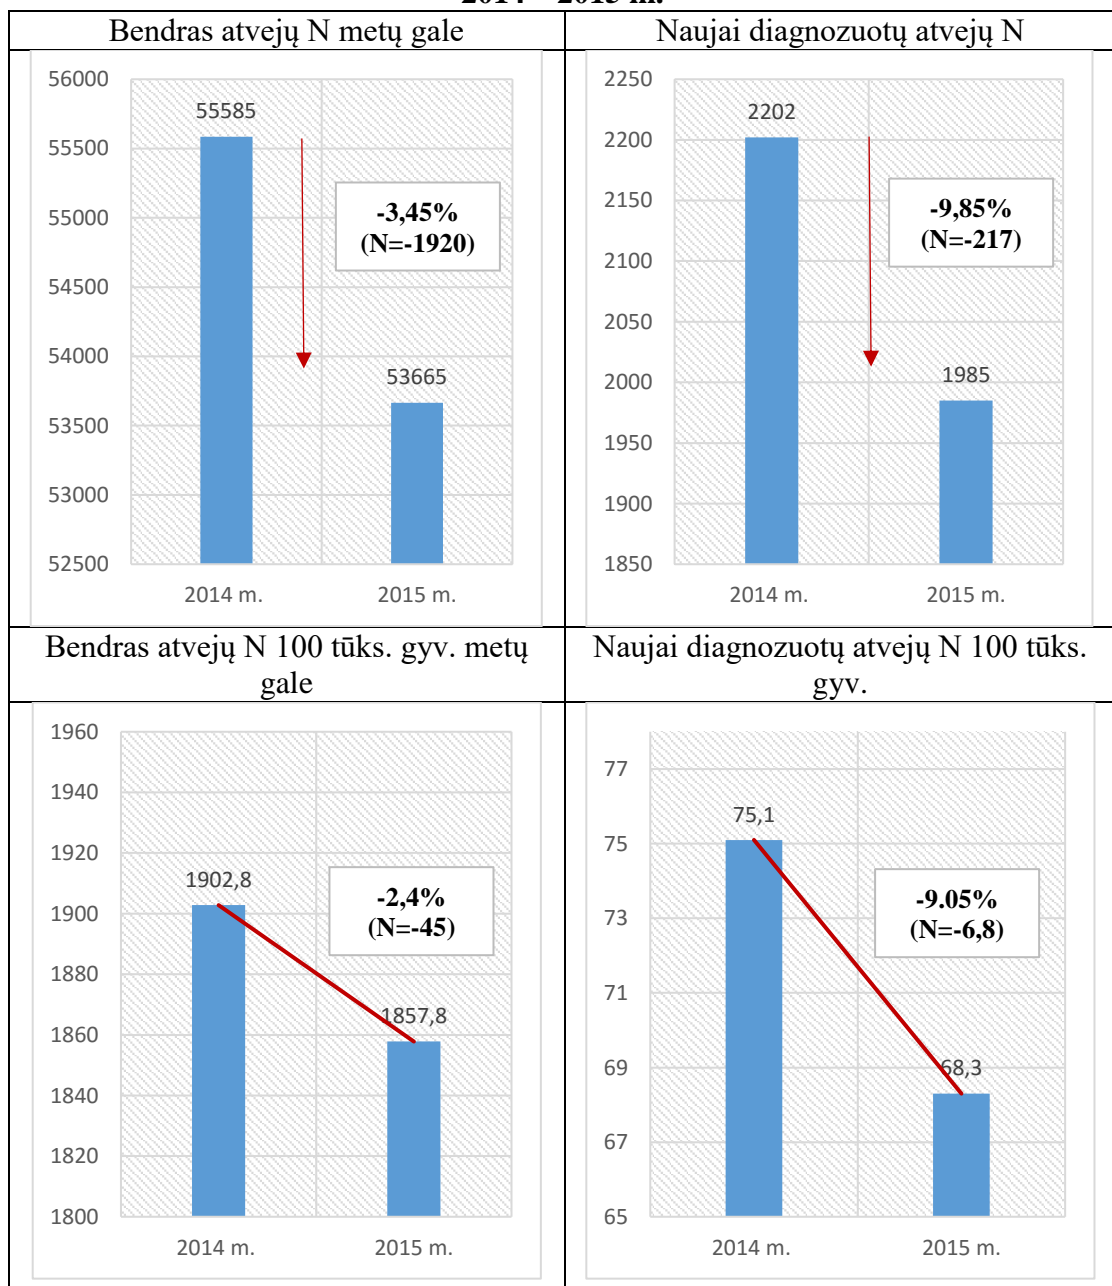 2014 – 2015 m.
Bendras atvejų N metų gale
Naujai diagnozuotų atvejų N
56000
55500
55000
54500
54000
53500
53000
52500
55585
53665
-3,45%
(N=-1920)
2014 m.
2015 m.
2250
2200
2150
2100
2050
2000
1950
1900
1850
2202
1985
-9,85%
(N=-217)
2014 m.
2015 m.
Bendras atvejų N 100 tūks. gyv. metų
gale
Naujai diagnozuotų atvejų N 100 tūks.
gyv.
1960
1940
1920
1900
1880
1860
1840
1820
1800
1902,8
1857,8
-2,4%
(N=-45)
2014 m.
2015 m.
77
75
73
71
69
67
65
75,1
68,3
-9.05%
(N=-6,8)
2014 m.
2015 m.